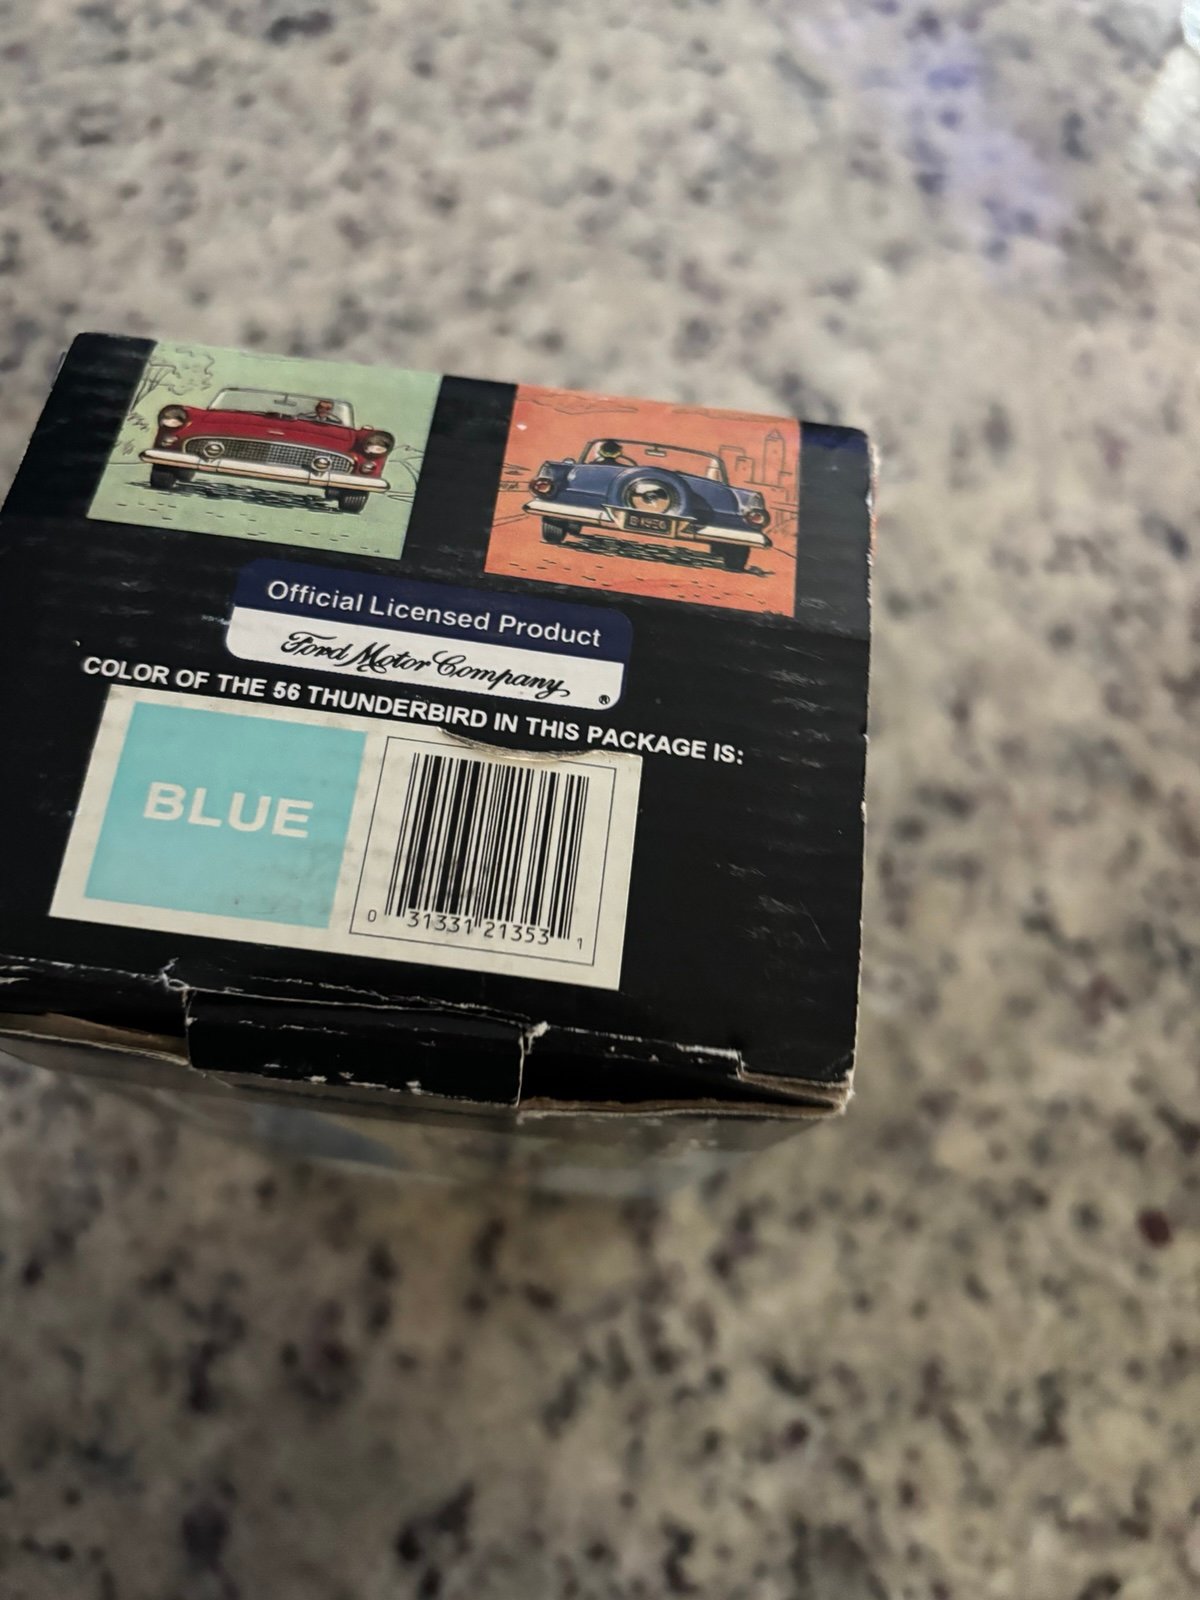 Official Licensed Product
Ford Motor Company ®
COLOR OF THE 56 THUNDERBIRD IN THIS PACKAGE IS:
BLUE
0 31331 21353 1